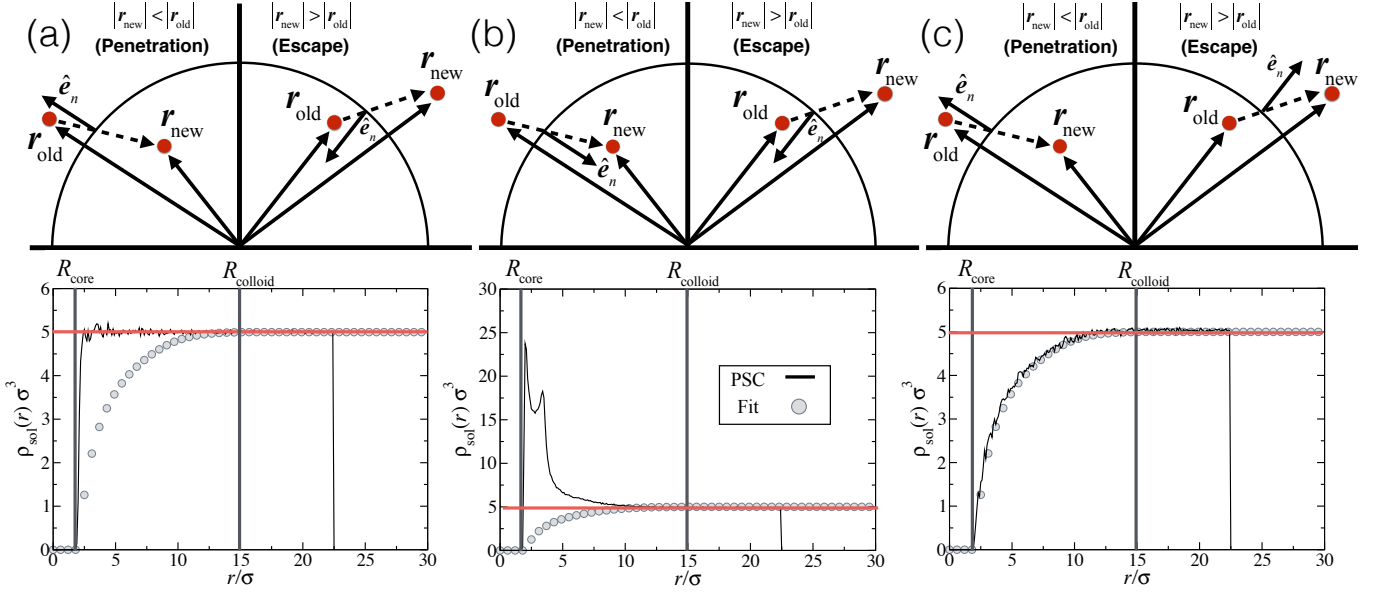 (a)
|r_new| < |r_old|
(Penetration)
|r_new| > |r_old|
(Escape)
ê_n
r_old
r_new
r_old
r_new
ê_n
R_core
R_colloid
6
5
4
3
2
1
0
ρ_sol(r) σ³
0
5
10
15
20
25
30
r/σ
(b)
|r_new| < |r_old|
(Penetration)
|r_new| > |r_old|
(Escape)
r_old
r_new
ê_n
r_old
r_new
ê_n
R_core
R_colloid
30
25
20
15
10
5
0
ρ_sol(r) σ³
PSC
Fit
0
5
10
15
20
25
30
r/σ
(c)
|r_new| < |r_old|
(Penetration)
|r_new| > |r_old|
(Escape)
ê_n
r_old
r_new
ê_n
r_old
r_new
R_core
R_colloid
6
5
4
3
2
1
0
ρ_sol(r) σ³
0
5
10
15
20
25
30
r/σ